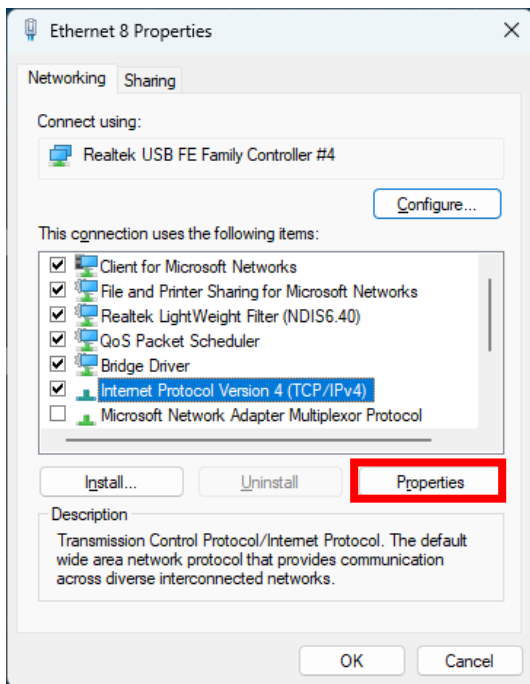 Ethernet 8 Properties
Networking
Sharing
Connect using:
Realtek USB FE Family Controller #4
Configure...
This connection uses the following items:
Client for Microsoft Networks
File and Printer Sharing for Microsoft Networks
Realtek LightWeight Filter (NDIS6.40)
QoS Packet Scheduler
Bridge Driver
Internet Protocol Version 4 (TCP/IPv4)
Microsoft Network Adapter Multiplexor Protocol
Install...
Uninstall
Properties
Description
Transmission Control Protocol/Internet Protocol. The default
wide area network protocol that provides communication
across diverse interconnected networks.
OK
Cancel